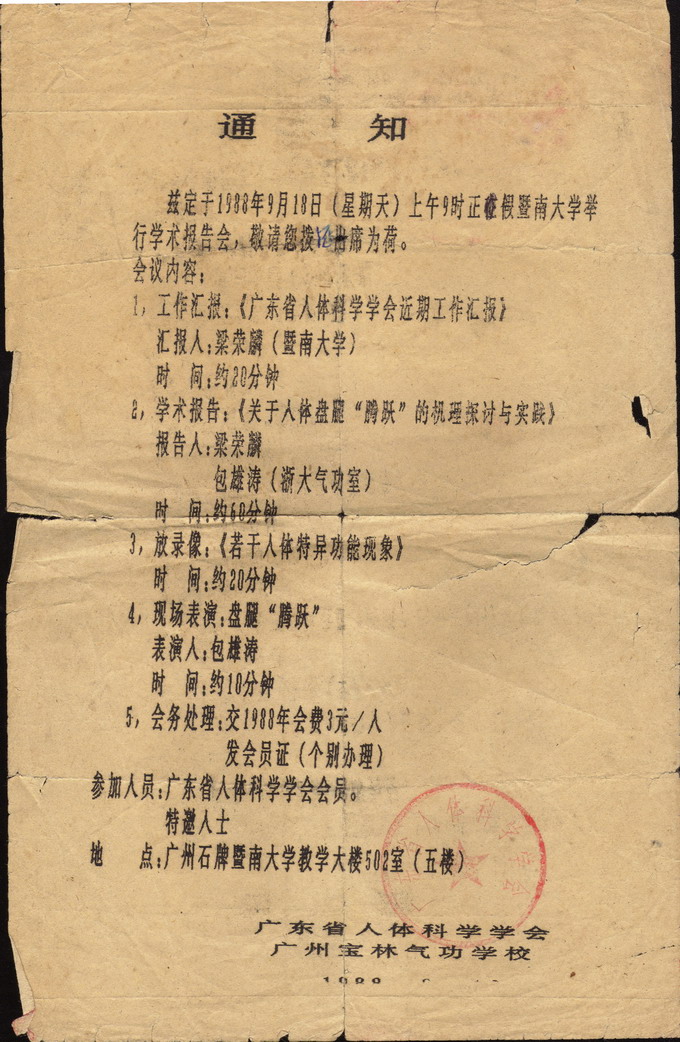 通 知
兹定于1988年9月18日（星期天）上午9时正在假暨南大学举
行学术报告会，敬请您拨 出席为荷。
会议内容：
1，工作汇报：《广东省人体科学学会近期工作汇报》
汇报人：梁荣麟（暨南大学）
时 间：约20分钟
2，学术报告：《关于人体盘腿“腾跃”的机理探讨与实践》
报告人：梁荣麟
包雄涛（浙大气功室）
时 间：约60分钟
3，放录像：《若干人体特异功能现象》
时 间：约20分钟
4，现场表演：盘腿“腾跃”
表演人：包雄涛
时 间：约10分钟
5，会务处理：交1988年会费3元／人
发会员证（个别办理）
参加人员：广东省人体科学学会会员。
特邀人士
地 点：广州石牌暨南大学教学大楼502室（五楼）
广东省人体科学学会
广东省人体科学学会
广州宝林气功学校